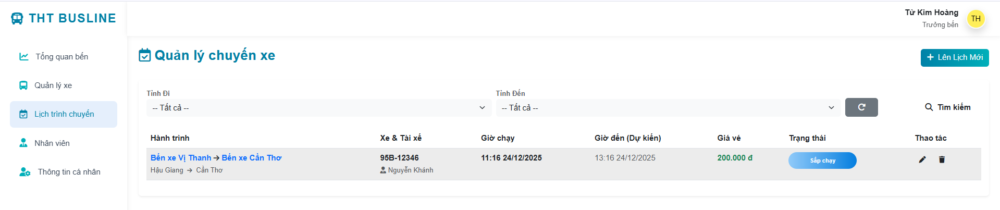 THT BUSLINE
Từ Kim Hoàng
Trưởng bến
TH
Tổng quan bến
Quản lý xe
Lịch trình chuyến
Nhân viên
Thông tin cá nhân
Quản lý chuyến xe
Lên Lịch Mới
Tỉnh Đi
-- Tất cả --
Tỉnh Đến
-- Tất cả --
Tìm kiếm
Hành trình Xe & Tài xế Giờ chạy Giờ đến (Dự kiến) Giá vé Trạng thái Thao tác
Bến xe Vị Thanh → Bến xe Cần Thơ 95B-12346 11:16 24/12/2025 13:16 24/12/2025 200.000 đ Sắp chạy
Hậu Giang → Cần Thơ Nguyễn Khánh